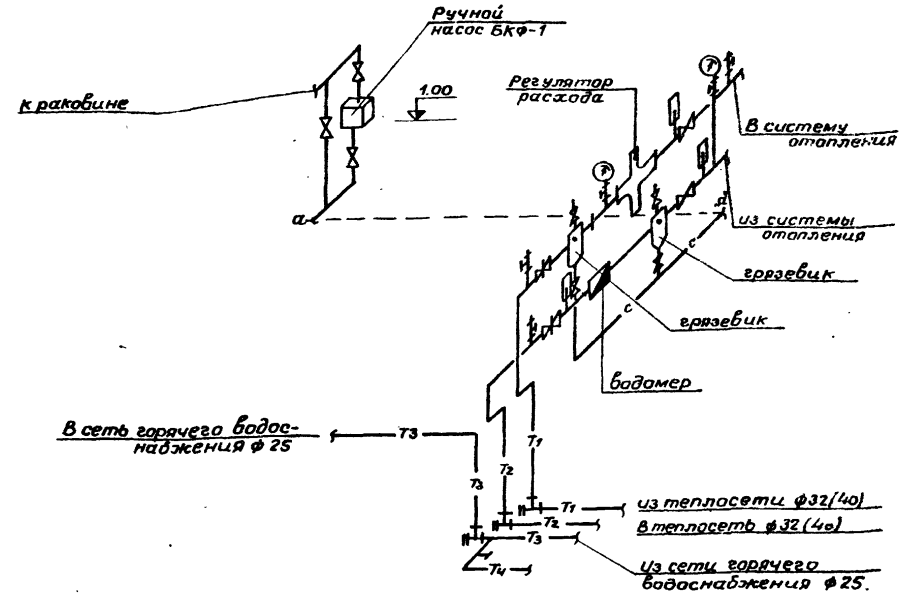 Ручной
насос БКФ-1
к раковине
1.00
Регулятор
расхода
В систему
отопления
а
а'
из системы
отопления
с
грязевик
с
грязевик
водомер
В сеть горячего водос-
набжения ф 25
Т3
Т1
Т2
Т3
Т1
из теплосети ф32(40)
Т2
в теплосеть ф32(40)
Т3
Т4
из сети горячего
водоснабжения ф 25.